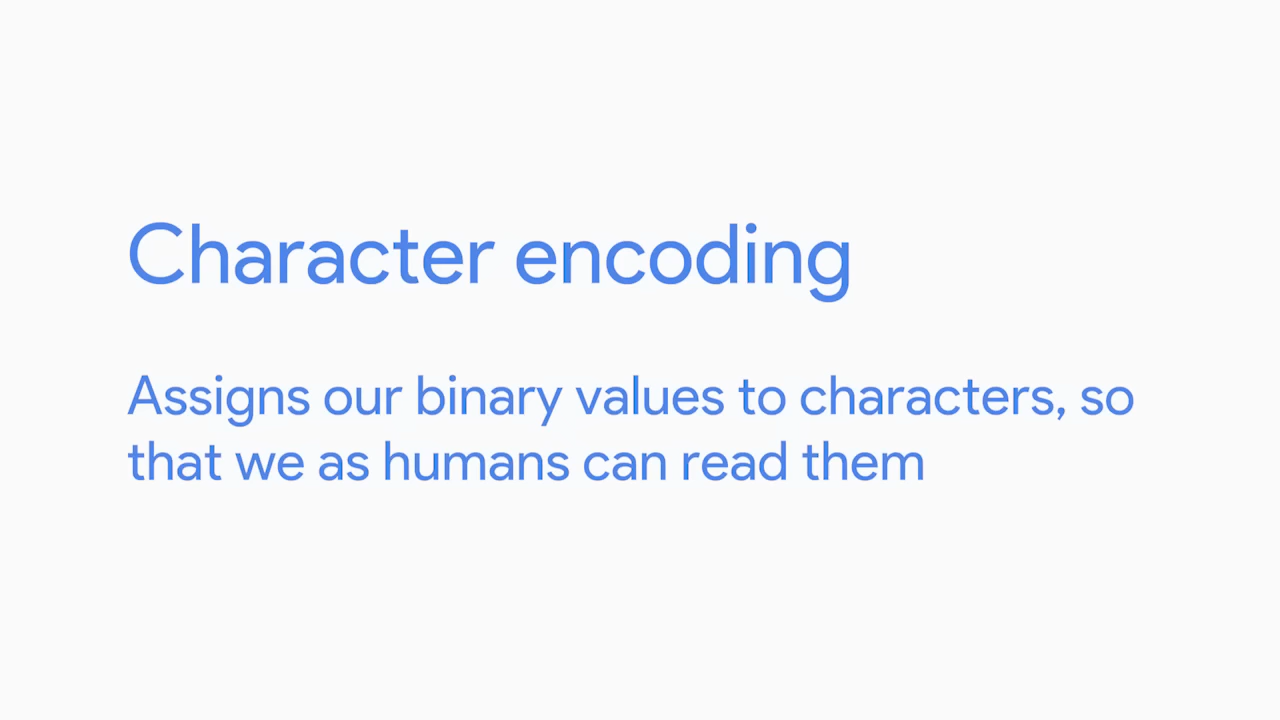 Character encoding
Assigns our binary values to characters, so
that we as humans can read them